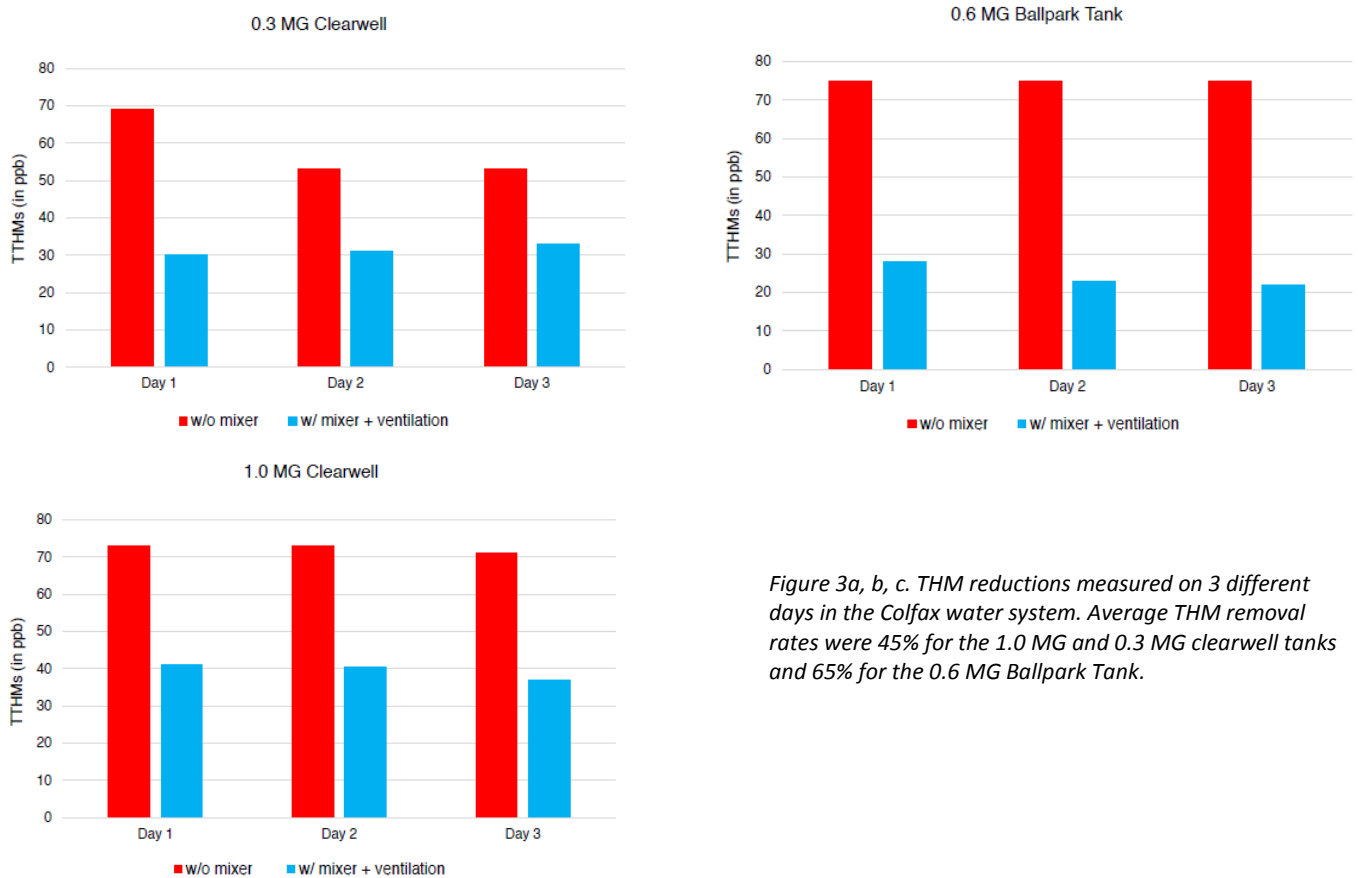 0.3 MG Clearwell
80
70
60
50
40
30
20
10
0
TTHMs (in ppb)
Day 1 Day 2 Day 3
w/o mixer w/ mixer + ventilation
0.6 MG Ballpark Tank
80
70
60
50
40
30
20
10
0
TTHMs (in ppb)
Day 1 Day 2 Day 3
w/o mixer w/ mixer + ventilation
1.0 MG Clearwell
80
70
60
50
40
30
20
10
0
TTHMs (in ppb)
Day 1 Day 2 Day 3
w/o mixer w/ mixer + ventilation
Figure 3a, b, c. THM reductions measured on 3 different
days in the Colfax water system. Average THM removal
rates were 45% for the 1.0 MG and 0.3 MG clearwell tanks
and 65% for the 0.6 MG Ballpark Tank.